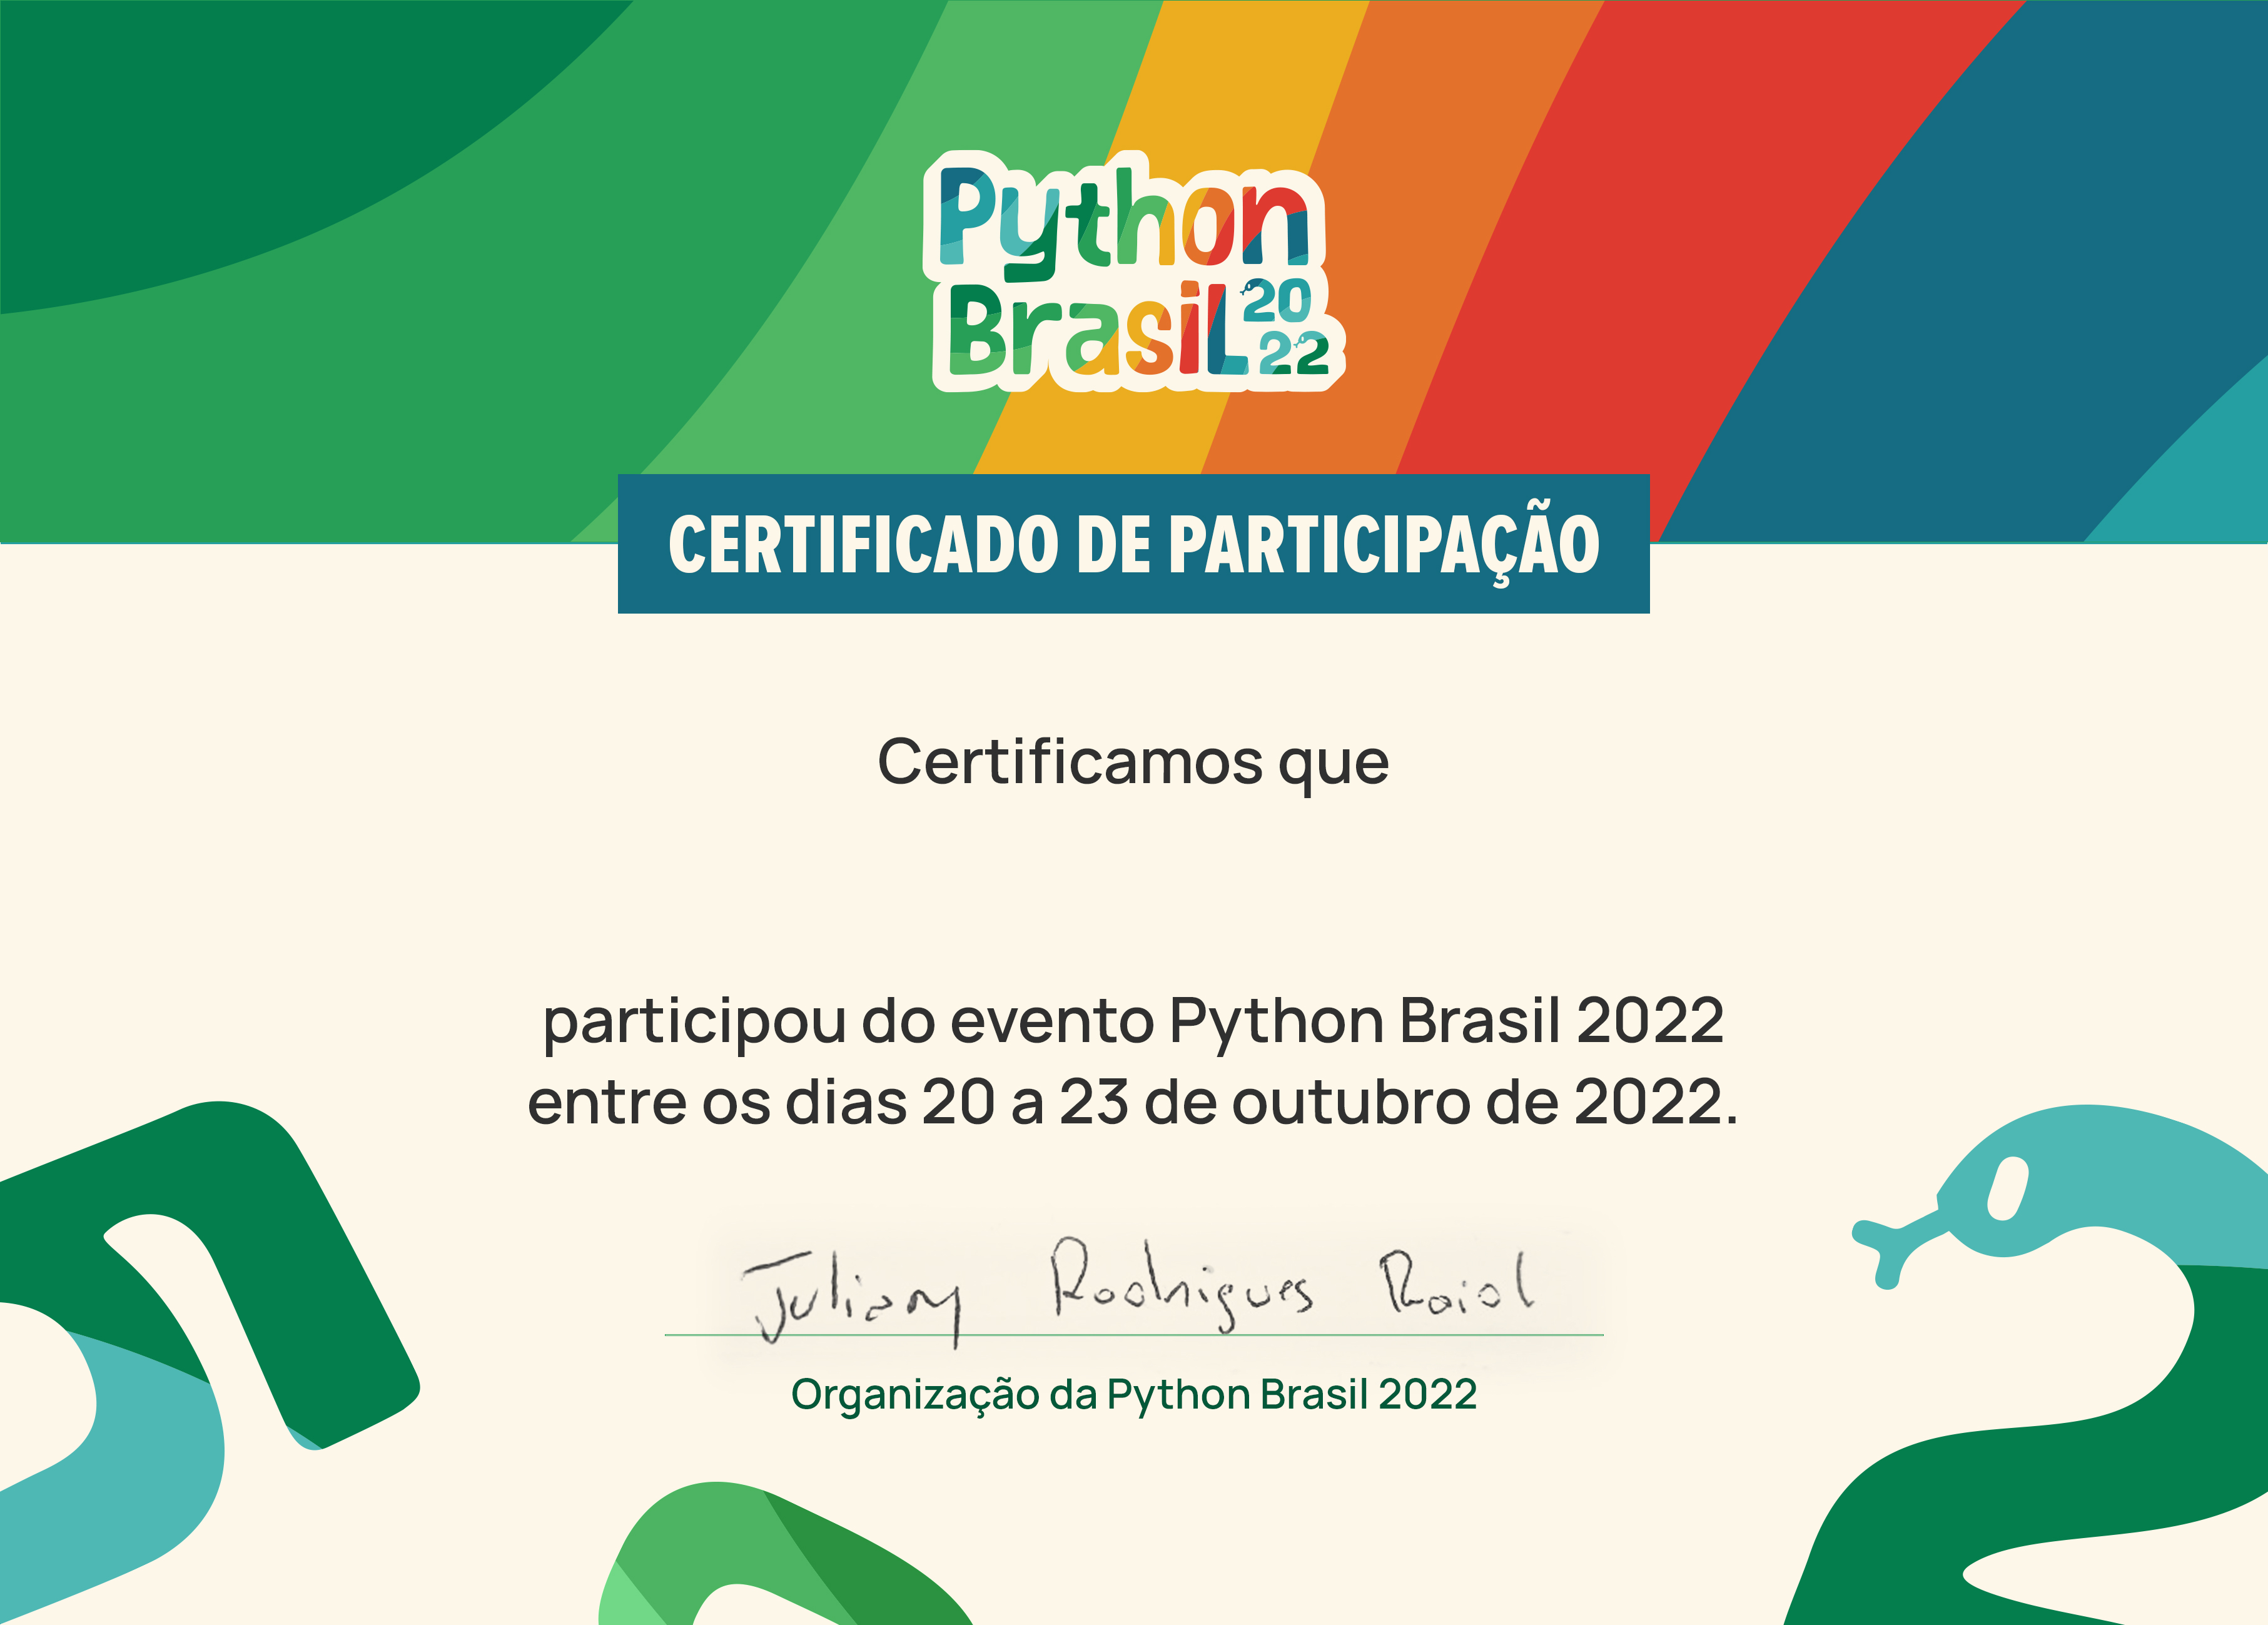 Python
Brasil 2022
CERTIFICADO DE PARTICIPAÇÃO
Certificamos que
participou do evento Python Brasil 2022
entre os dias 20 a 23 de outubro de 2022.
Juliany Rodrigues Raiol
Organização da Python Brasil 2022